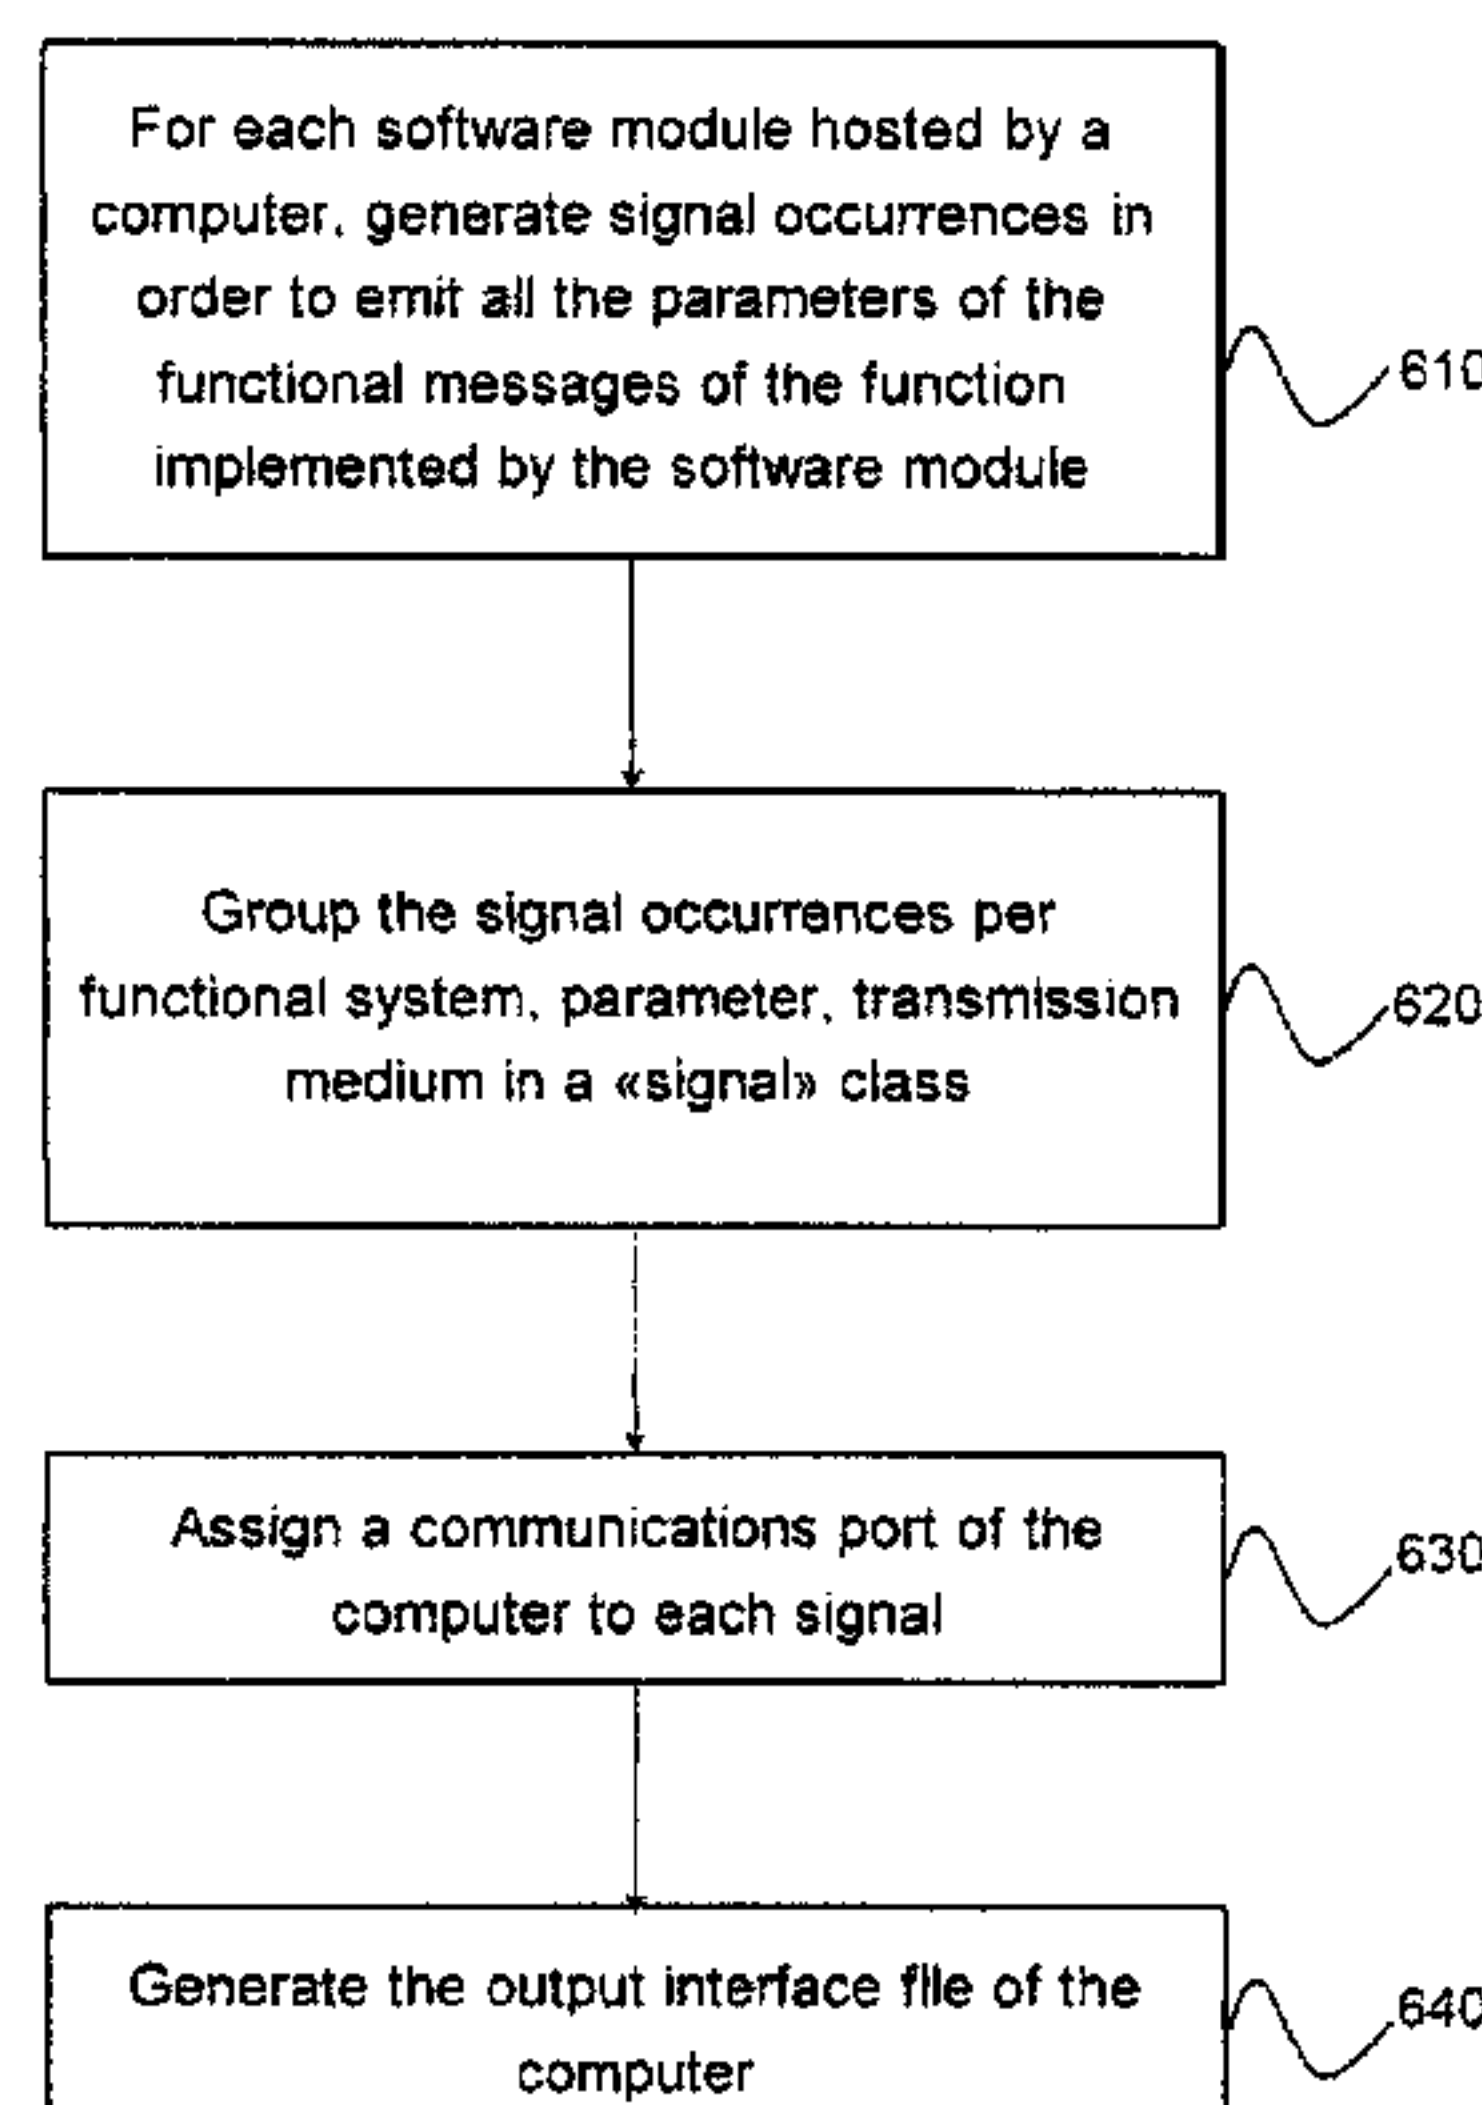 For each software module hosted by a
computer, generate signal occurrences in
order to emit all the parameters of the
functional messages of the function
implemented by the software module
610
Group the signal occurrences per
functional system, parameter, transmission
medium in a «signal» class
620
Assign a communications port of the
computer to each signal
630
Generate the output interface file of the
computer
640